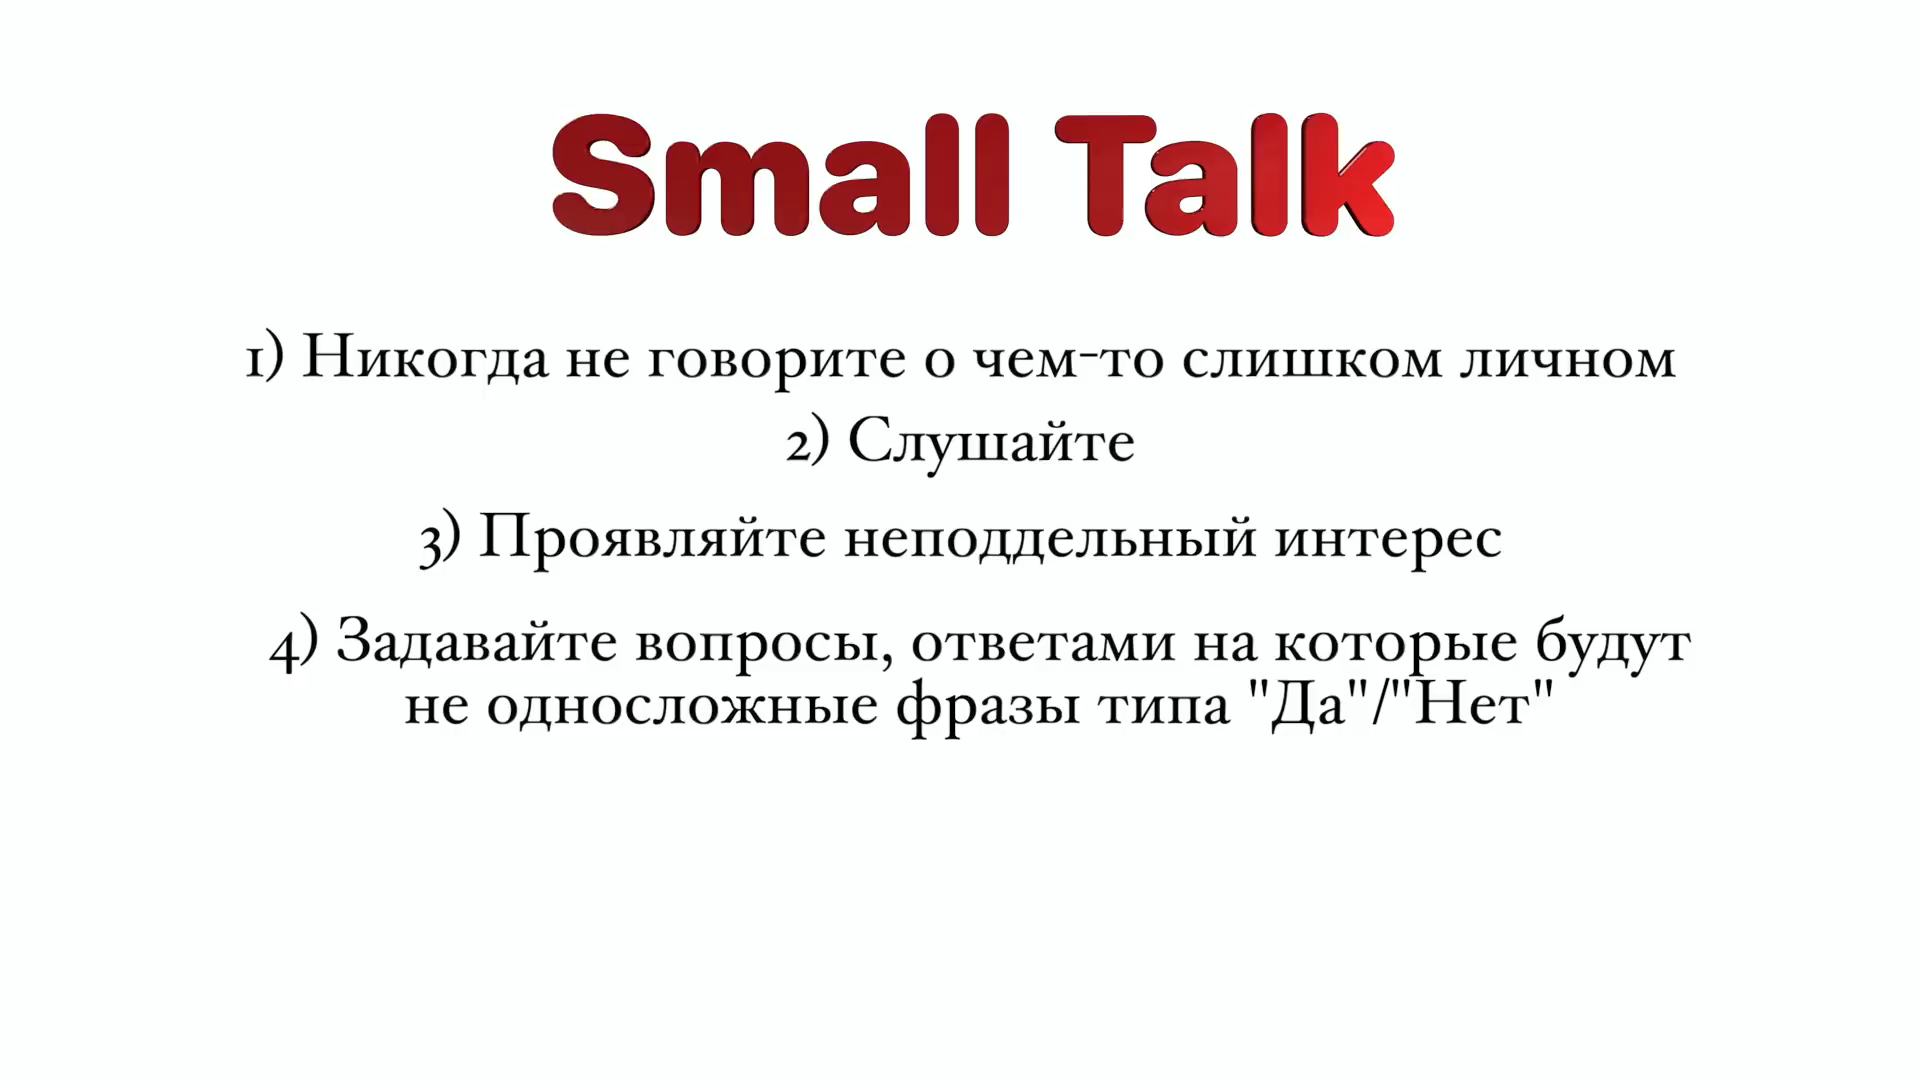 Small Talk
1) Никогда не говорите о чем-то слишком личном
2) Слушайте
3) Проявляйте неподдельный интерес
4) Задавайте вопросы, ответами на которые будут
не односложные фразы типа "Да"/"Нет"